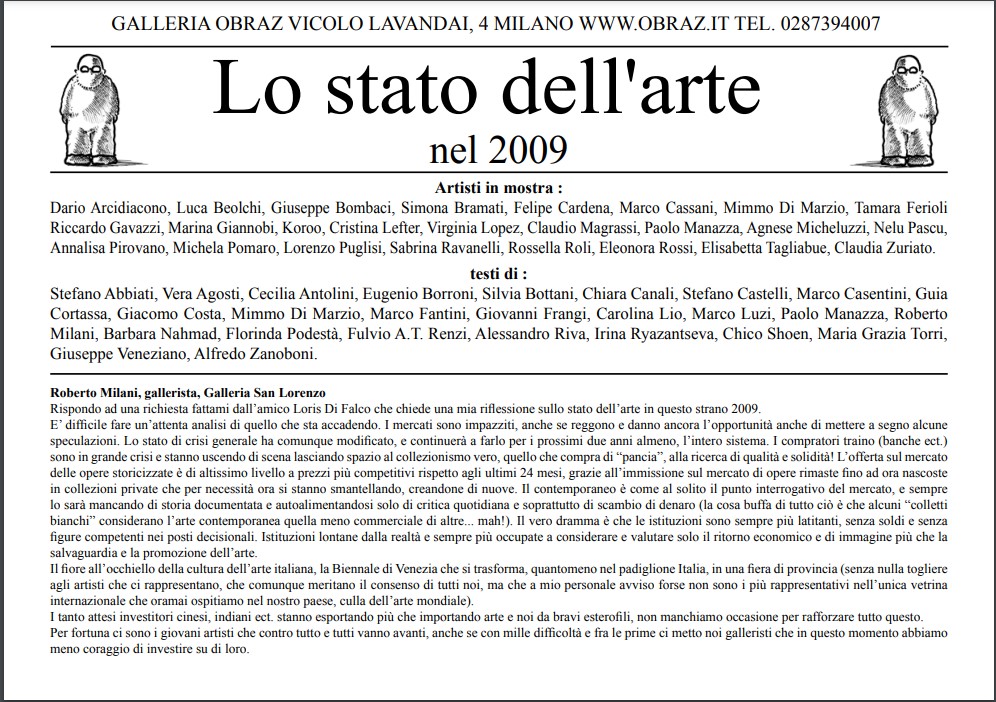 GALLERIA OBRAZ VICOLO LAVANDAI, 4 MILANO WWW.OBRAZ.IT TEL. 0287394007
Lo stato dell'arte
nel 2009
Artisti in mostra :
Dario Arcidiacono, Luca Beolchi, Giuseppe Bombaci, Simona Bramati, Felipe Cardena, Marco Cassani, Mimmo Di Marzio, Tamara Ferioli
Riccardo Gavazzi, Marina Giannobi, Koroo, Cristina Lefter, Virginia Lopez, Claudio Magrassi, Paolo Manazza, Agnese Micheluzzi, Nelu Pascu,
Annalisa Pirovano, Michela Pomaro, Lorenzo Puglisi, Sabrina Ravanelli, Rossella Roli, Eleonora Rossi, Elisabetta Tagliabue, Claudia Zuriato.
testi di :
Stefano Abbiati, Vera Agosti, Cecilia Antolini, Eugenio Borroni, Silvia Bottani, Chiara Canali, Stefano Castelli, Marco Casentini, Guia
Cortassa, Giacomo Costa, Mimmo Di Marzio, Marco Fantini, Giovanni Frangi, Carolina Lio, Marco Luzi, Paolo Manazza, Roberto
Milani, Barbara Nahmad, Florinda Podestà, Fulvio A.T. Renzi, Alessandro Riva, Irina Ryazantseva, Chico Shoen, Maria Grazia Torri,
Giuseppe Veneziano, Alfredo Zanoboni.
Roberto Milani, gallerista, Galleria San Lorenzo
Rispondo ad una richiesta fattami dall’amico Loris Di Falco che chiede una mia riflessione sullo stato dell’arte in questo strano 2009.
E’ difficile fare un’attenta analisi di quello che sta accadendo. I mercati sono impazziti, anche se reggono e danno ancora l’opportunità anche di mettere a segno alcune
speculazioni. Lo stato di crisi generale ha comunque modificato, e continuerà a farlo per i prossimi due anni almeno, l’intero sistema. I compratori traino (banche ect.)
sono in grande crisi e stanno uscendo di scena lasciando spazio al collezionismo vero, quello che compra di “pancia”, alla ricerca di qualità e solidità! L’offerta sul mercato
delle opere storicizzate è di altissimo livello a prezzi più competitivi rispetto agli ultimi 24 mesi, grazie all’immissione sul mercato di opere rimaste fino ad ora nascoste
in collezioni private che per necessità ora si stanno smantellando, creandone di nuove. Il contemporaneo è come al solito il punto interrogativo del mercato, e sempre
lo sarà mancando di storia documentata e autoalimentandosi solo di critica quotidiana e soprattutto di scambio di denaro (la cosa buffa di tutto ciò è che alcuni “colletti
bianchi” considerano l’arte contemporanea quella meno commerciale di altre... mah!). Il vero dramma è che le istituzioni sono sempre più latitanti, senza soldi e senza
figure competenti nei posti decisionali. Istituzioni lontane dalla realtà e sempre più occupate a considerare e valutare solo il ritorno economico e di immagine più che la
salvaguardia e la promozione dell’arte.
Il fiore all’occhiello della cultura dell’arte italiana, la Biennale di Venezia che si trasforma, quantomeno nel padiglione Italia, in una fiera di provincia (senza nulla togliere
agli artisti che ci rappresentano, che comunque meritano il consenso di tutti noi, ma che a mio personale avviso forse non sono i più rappresentativi nell’unica vetrina
internazionale che oramai ospitiamo nel nostro paese, culla dell’arte mondiale).
I tanto attesi investitori cinesi, indiani ect. stanno esportando più che importando arte e noi da bravi esterofili, non manchiamo occasione per rafforzare tutto questo.
Per fortuna ci sono i giovani artisti che contro tutto e tutti vanno avanti, anche se con mille difficoltà e fra le prime ci metto noi galleristi che in questo momento abbiamo
meno coraggio di investire su di loro.